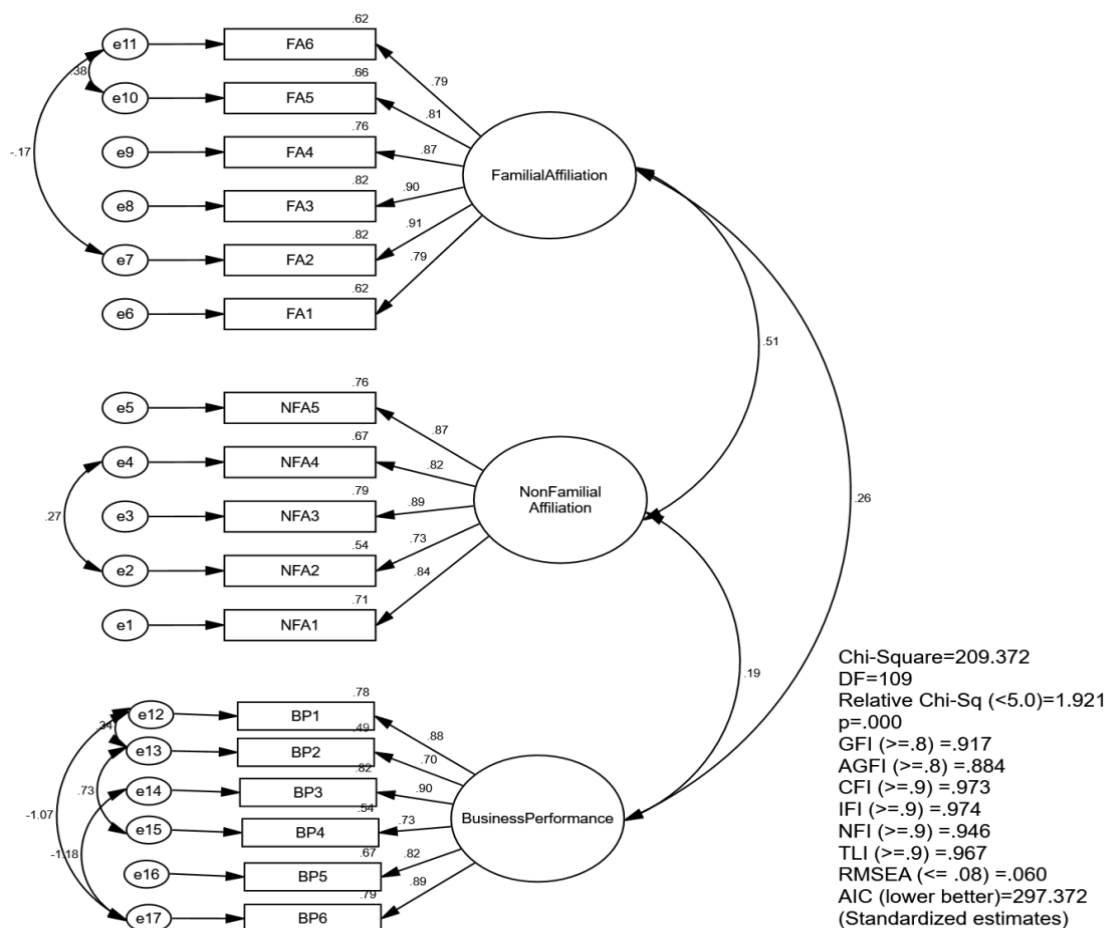 .62
e11
FA6
.38
.79
.66
e10
FA5
.81
.76
-.17
e9
FA4
.87
FamilialAffiliation
.82
e8
FA3
.90
.82
e7
FA2
.91
.79
.62
e6
FA1
.51
.76
e5
NFA5
.87
.67
e4
NFA4
.82
.79
.27
e3
NFA3
.89
NonFamilial
Affiliation
.26
.54
e2
NFA2
.73
.84
.71
e1
NFA1
.19
.78
e12
BP1
.34
.88
.49
e13
BP2
.70
.82
.73
e14
BP3
.90
-1.07
.54
e15
BP4
.73
BusinessPerformance
-1.18
.67
e16
BP5
.82
.79
e17
BP6
.89
Chi-Square=209.372
DF=109
Relative Chi-Sq (<5.0)=1.921
p=.000
GFI (>=.8) =.917
AGFI (>=.8) =.884
CFI (>=.9) =.973
IFI (>=.9) =.974
NFI (>=.9) =.946
TLI (>=.9) =.967
RMSEA (<= .08) =.060
AIC (lower better)=297.372
(Standardized estimates)